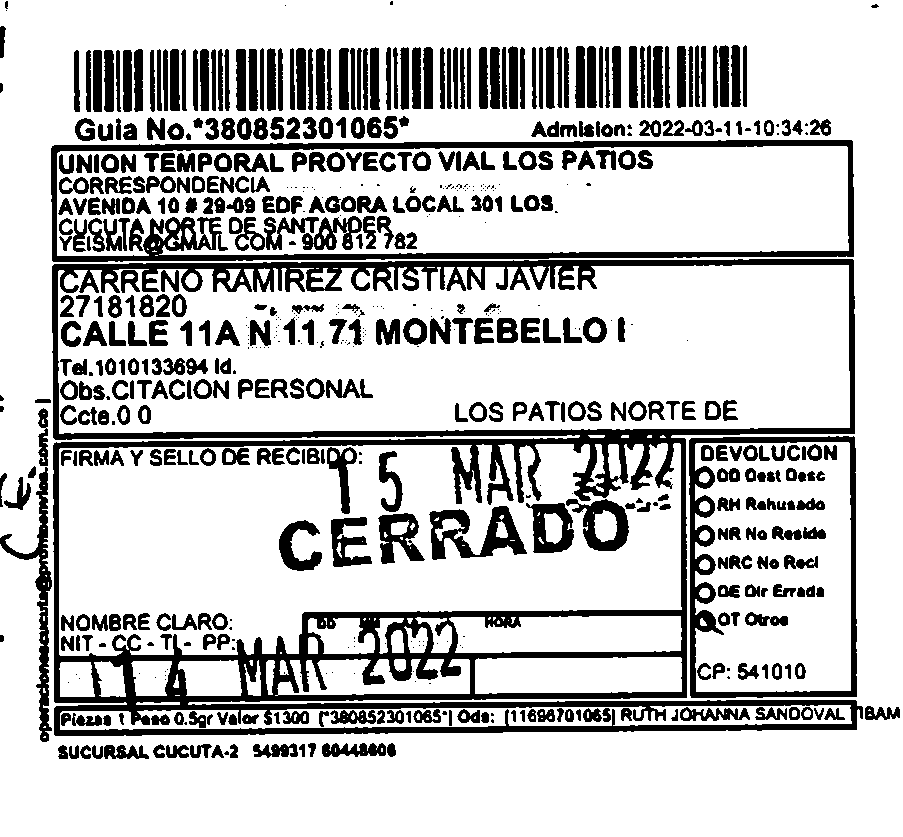 Guia No.*380852301065*
Admision: 2022-03-11-10:34:26
UNION TEMPORAL PROYECTO VIAL LOS PATIOS
CORRESPONDENCIA
AVENIDA 10 # 29-09 EDF AGORA LOCAL 301 LOS
CUCUTA NORTE DE SANTANDER
YEISMIR@GMAIL COM - 900 812 782
CARREÑO RAMIREZ CRISTIAN JAVIER
27181820
CALLE 11A N 11,71 MONTEBELLO I
Tel.1010133694 Id.
Obs.CITACION PERSONAL
Ccte.0 0
LOS PATIOS NORTE DE
FIRMA Y SELLO DE RECIBIDO:
15 MAR 2022
CERRADO
NOMBRE CLARO:
NIT - CC - TI - PP:
DD MM
HORA
14 MAR 2022
DEVOLUCION
DD Dest Desc
RH Rehusado
NR No Reside
NRC No Recl
DE Dir Errada
OT Otros
CP: 541010
Piezas 1 Peso 0.5gr Valor $1300 [*380852301065*] Ods: [11696701065] RUTH JOHANNA SANDOVAL TIBAM
SUCURSAL CUCUTA-2 5499317 60448606